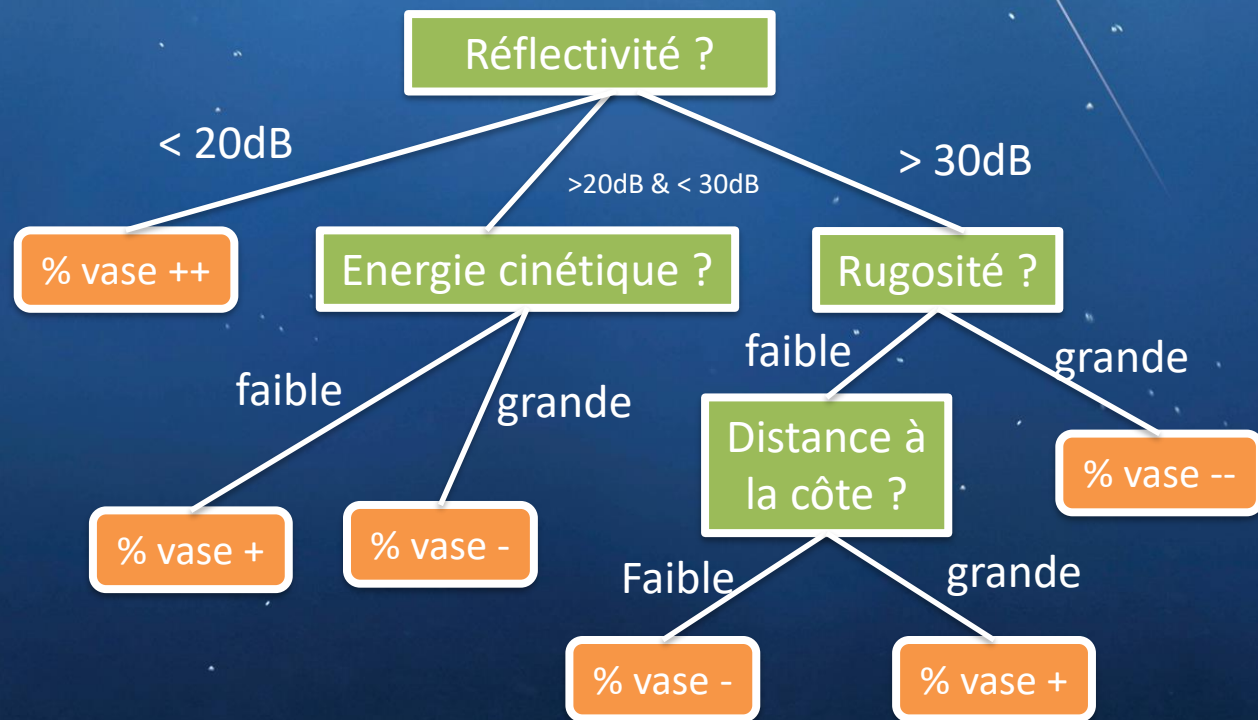 Réflectivité ?
< 20dB
>20dB & < 30dB
> 30dB
% vase ++
Energie cinétique ?
Rugosité ?
faible
grande
faible
grande
Distance à
la côte ?
% vase --
% vase +
% vase -
Faible
grande
% vase -
% vase +